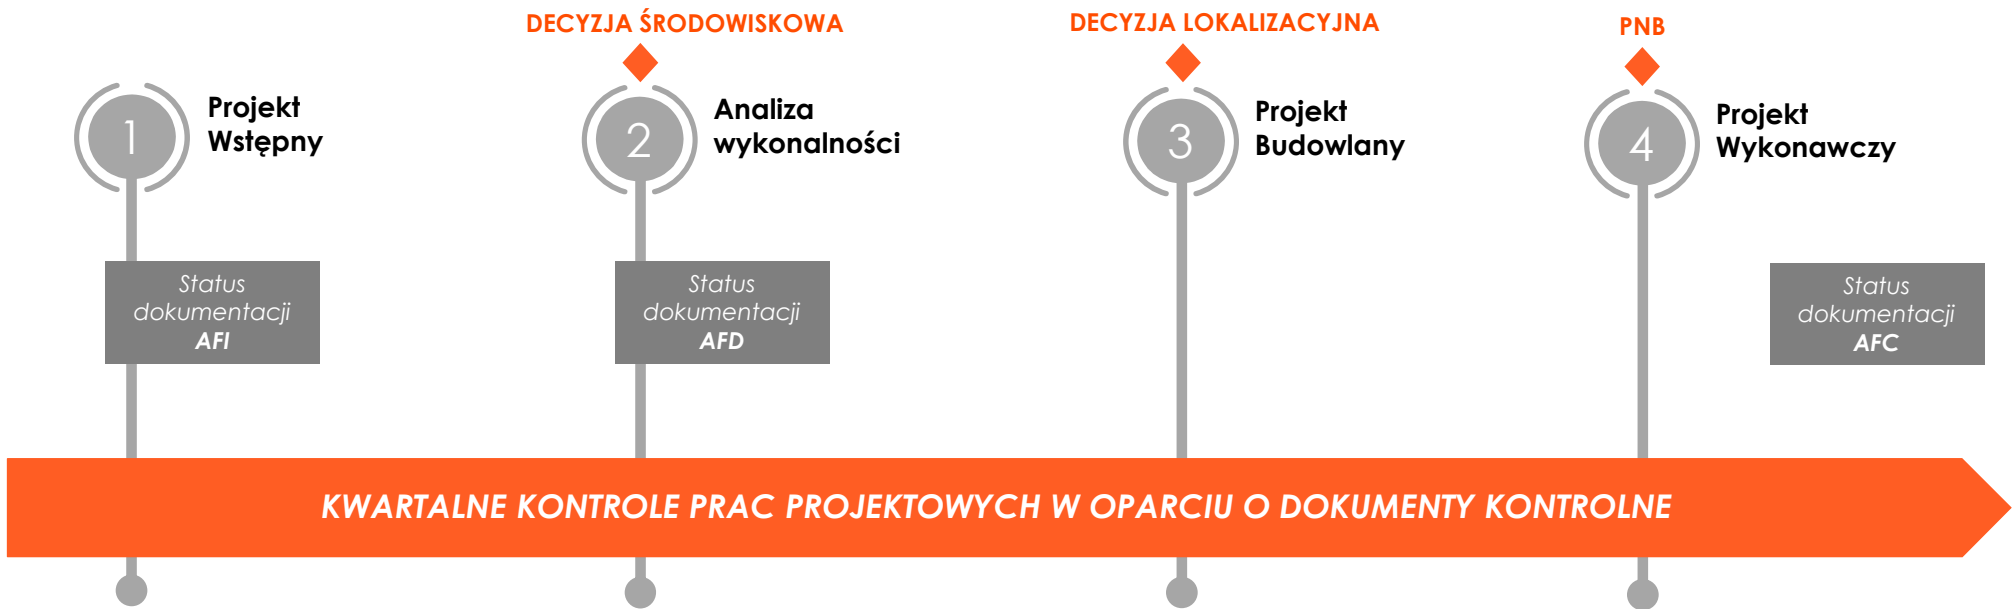 DECYZJA ŚRODOWISKOWA
DECYZJA LOKALIZACYJNA
PNB
1
Projekt
Wstępny
2
Analiza
wykonalności
3
Projekt
Budowlany
4
Projekt
Wykonawczy
Status
dokumentacji
AFI
Status
dokumentacji
AFD
Status
dokumentacji
AFC
KWARTALNE KONTROLE PRAC PROJEKTOWYCH W OPARCIU O DOKUMENTY KONTROLNE